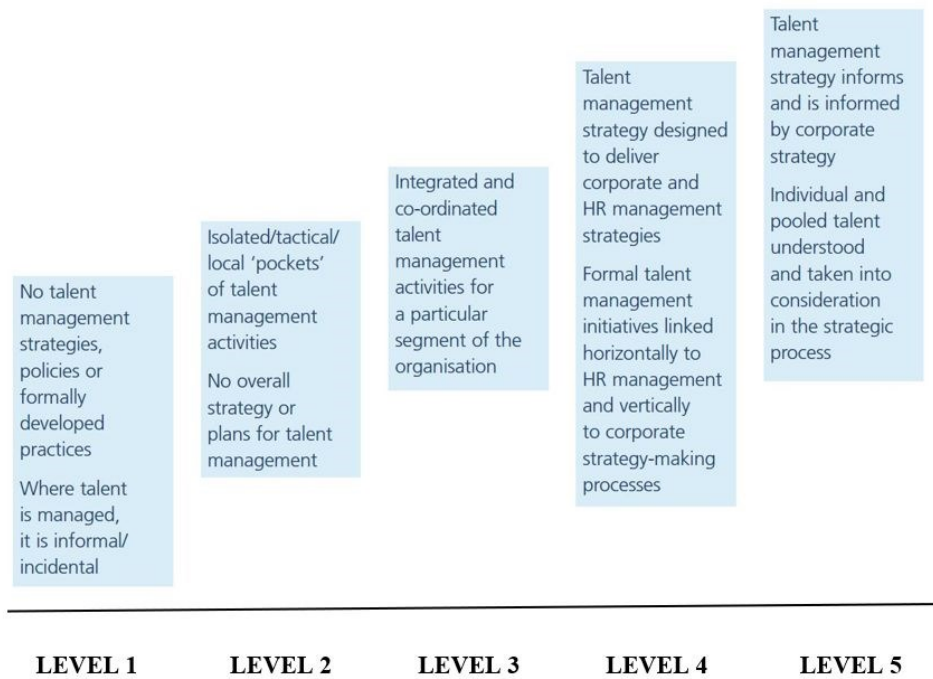 No talent
management
strategies,
policies or
formally
developed
practices
Where talent
is managed,
it is informal/
incidental
Isolated/tactical/
local ‘pockets’
of talent
management
activities
No overall
strategy or
plans for talent
management
Integrated and
co-ordinated
talent
management
activities for
a particular
segment of the
organisation
Talent
management
strategy designed
to deliver
corporate and
HR management
strategies
Formal talent
management
initiatives linked
horizontally to
HR management
and vertically
to corporate
strategy-making
processes
Talent
management
strategy informs
and is informed
by corporate
strategy
Individual and
pooled talent
understood
and taken into
consideration
in the strategic
process
LEVEL 1
LEVEL 2
LEVEL 3
LEVEL 4
LEVEL 5